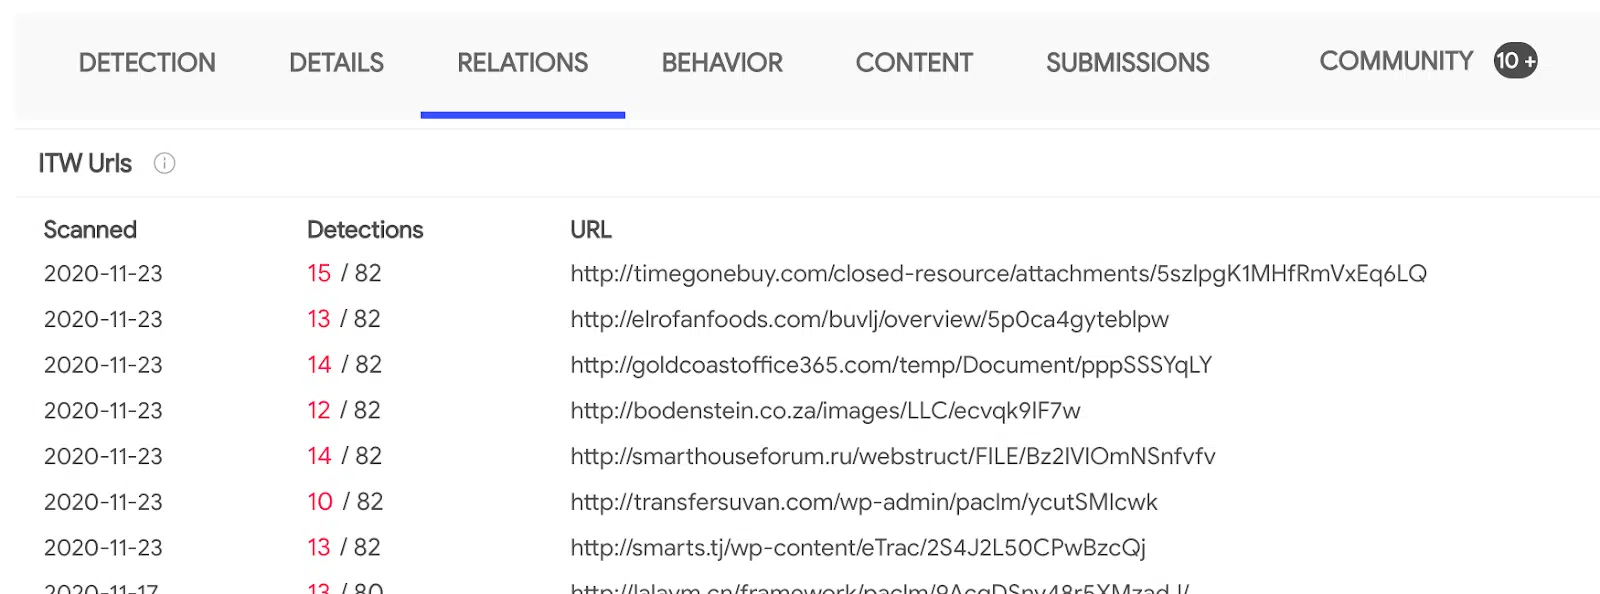 DETECTION DETAILS RELATIONS BEHAVIOR CONTENT SUBMISSIONS COMMUNITY 10 +
ITW Urls
Scanned Detections URL
2020-11-23 15 / 82 http://timegonebuy.com/closed-resource/attachments/5szlpgK1MHfRmVxEq6LQ
2020-11-23 13 / 82 http://elrofanfoods.com/buvlj/overview/5p0ca4gyteblpw
2020-11-23 14 / 82 http://goldcoastoffice365.com/temp/Document/pppSSSYqLY
2020-11-23 12 / 82 http://bodenstein.co.za/images/LLC/ecvqk9IF7w
2020-11-23 14 / 82 http://smarthouseforum.ru/webstruct/FILE/Bz2IVIOmNSnfvfv
2020-11-23 10 / 82 http://transfersuvan.com/wp-admin/paclm/ycutSMIcwk
2020-11-23 13 / 82 http://smarts.tj/wp-content/eTrac/2S4J2L50CPwBzcQj
2020-11-17 13 / 80